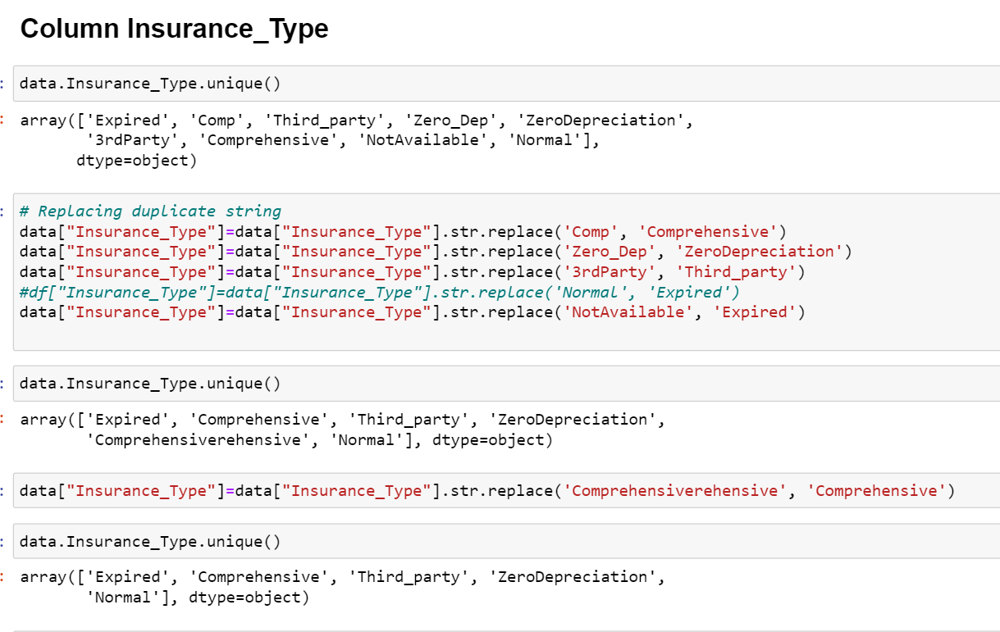 Column Insurance_Type
: data.Insurance_Type.unique()
: array(['Expired', 'Comp', 'Third_party', 'Zero_Dep', 'ZeroDepreciation',
'3rdParty', 'Comprehensive', 'NotAvailable', 'Normal'],
dtype=object)
: # Replacing duplicate string
data["Insurance_Type"]=data["Insurance_Type"].str.replace('Comp', 'Comprehensive')
data["Insurance_Type"]=data["Insurance_Type"].str.replace('Zero_Dep', 'ZeroDepreciation')
data["Insurance_Type"]=data["Insurance_Type"].str.replace('3rdParty', 'Third_party')
#df["Insurance_Type"]=data["Insurance_Type"].str.replace('Normal', 'Expired')
data["Insurance_Type"]=data["Insurance_Type"].str.replace('NotAvailable', 'Expired')
: data.Insurance_Type.unique()
: array(['Expired', 'Comprehensive', 'Third_party', 'ZeroDepreciation',
'Comprehensiverehensive', 'Normal'], dtype=object)
: data["Insurance_Type"]=data["Insurance_Type"].str.replace('Comprehensiverehensive', 'Comprehensive')
: data.Insurance_Type.unique()
: array(['Expired', 'Comprehensive', 'Third_party', 'ZeroDepreciation',
'Normal'], dtype=object)